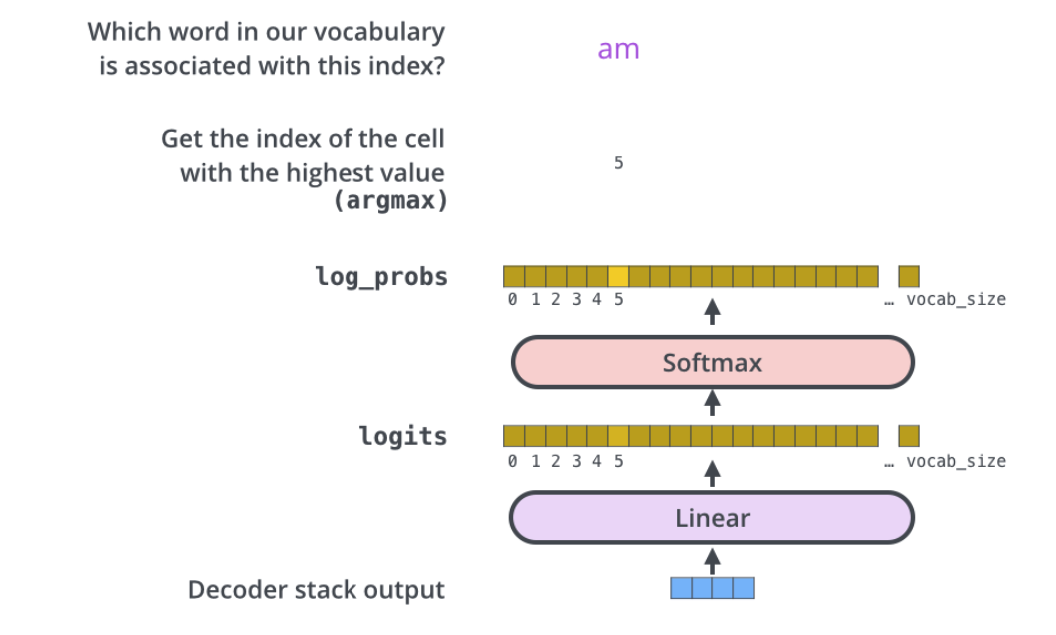 Which word in our vocabulary
is associated with this index?
am
Get the index of the cell
with the highest value
(argmax)
5
log_probs
0 1 2 3 4 5 … vocab_size
Softmax
logits
0 1 2 3 4 5 … vocab_size
Linear
Decoder stack output